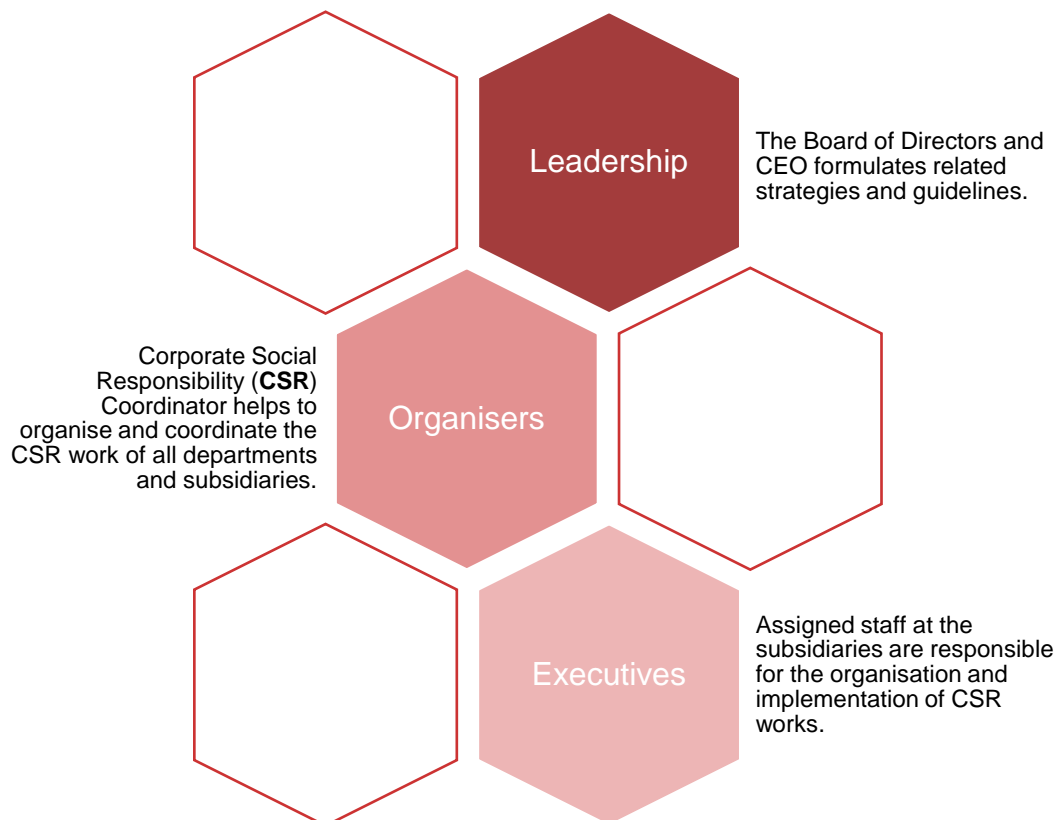 Leadership
The Board of Directors and
CEO formulates related
strategies and guidelines.
Corporate Social
Responsibility (CSR)
Coordinator helps to
organise and coordinate the
CSR work of all departments
and subsidiaries.
Organisers
Executives
Assigned staff at the
subsidiaries are responsible
for the organisation and
implementation of CSR
works.